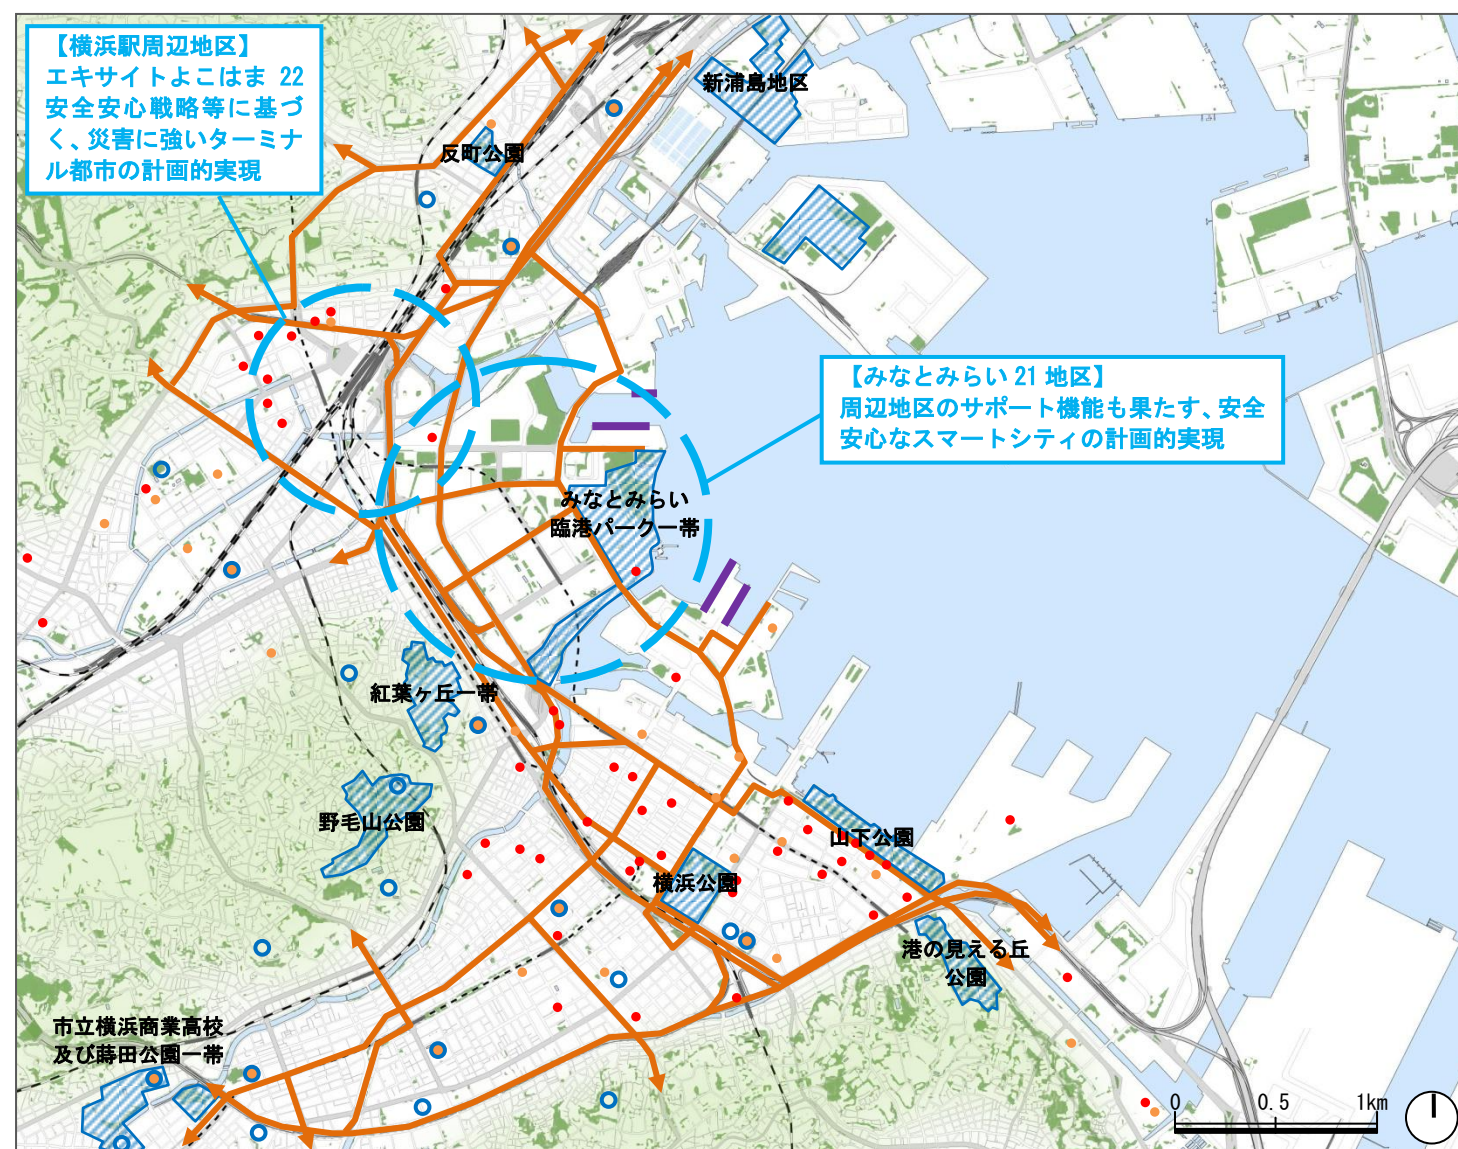 【横浜駅周辺地区】
エキサイトよこはま 22
安全安心戦略等に基づ
く、災害に強いターミナ
ル都市の計画的実現
新浦島地区
反町公園
【みなとみらい 21 地区】
周辺地区のサポート機能も果たす、安全
安心なスマートシティの計画的実現
みなとみらい
臨港パーク一帯
紅葉ヶ丘一帯
野毛山公園
山下公園
横浜公園
港の見える丘
公園
市立横浜商業高校
及び蒔田公園一帯
0 0.5 1km